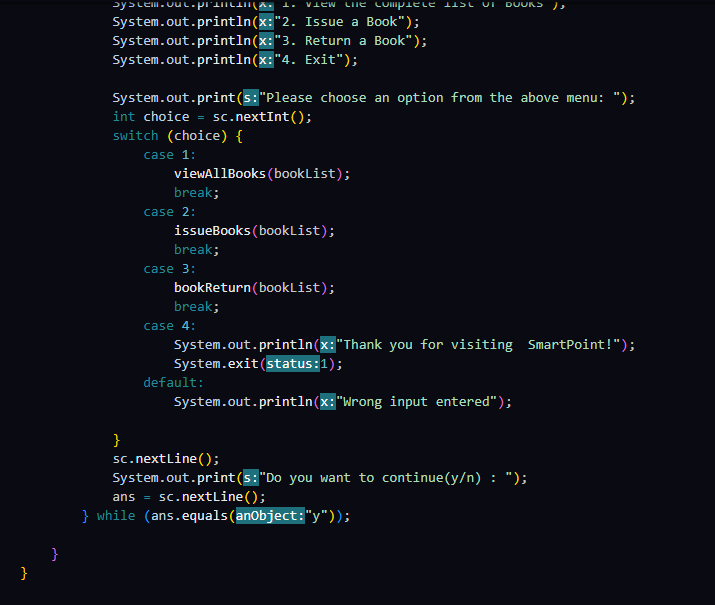 System.out.println(x:"1. View the complete list of Books");
System.out.println(x:"2. Issue a Book");
System.out.println(x:"3. Return a Book");
System.out.println(x:"4. Exit");
System.out.print(s:"Please choose an option from the above menu: ");
int choice = sc.nextInt();
switch (choice) {
case 1:
viewAllBooks(bookList);
break;
case 2:
issueBooks(bookList);
break;
case 3:
bookReturn(bookList);
break;
case 4:
System.out.println(x:"Thank you for visiting  SmartPoint!");
System.exit(status:1);
default:
System.out.println(x:"Wrong input entered");
}
sc.nextLine();
System.out.print(s:"Do you want to continue(y/n) : ");
ans = sc.nextLine();
} while (ans.equals(anObject:"y"));
}
}